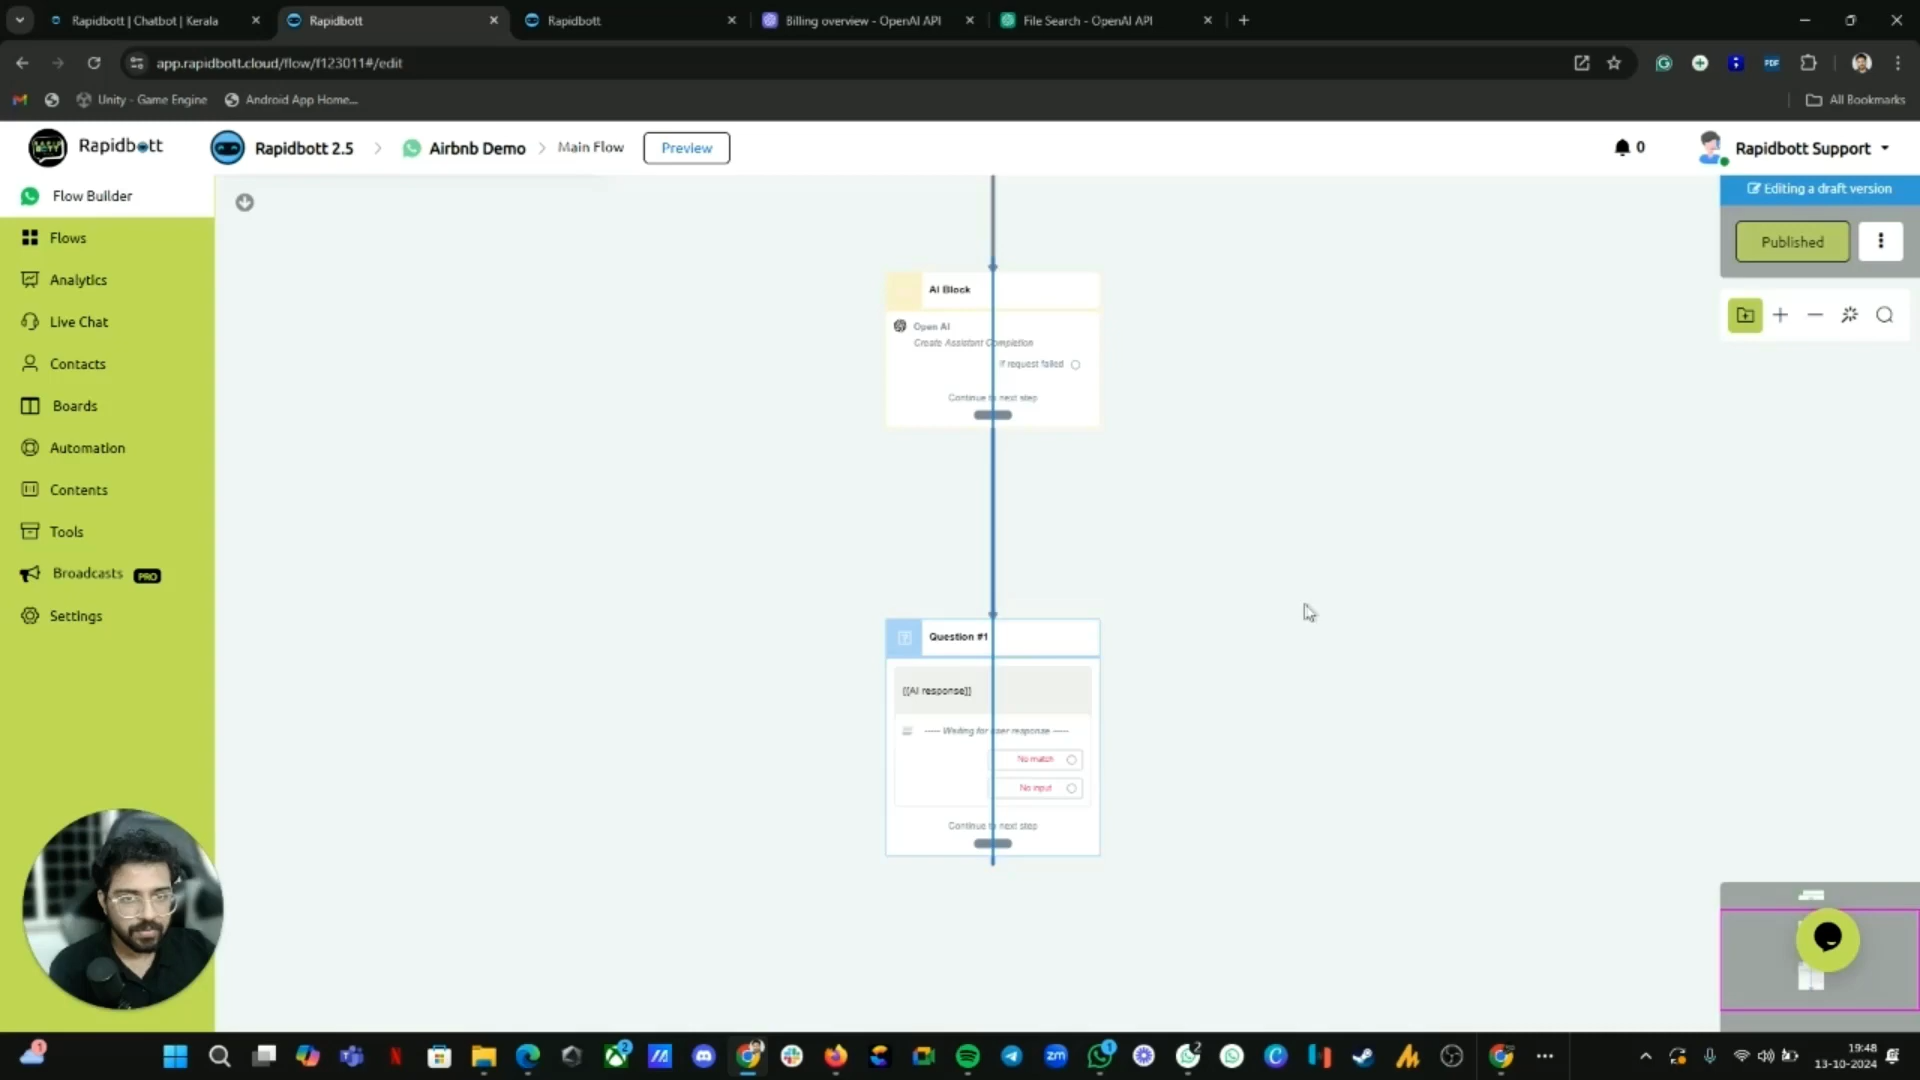 Rapidbott | Chatbot | Kerala
Rapidbott
Rapidbott
Billing overview - OpenAI API
File Search - OpenAI API
app.rapidbott.cloud/flow/f123011#/edit
Unity - Game Engine
Android App Home...
All Bookmarks
Rapidbott
Rapidbott 2.5
Airbnb Demo
Main Flow
Preview
0
Rapidbott Support
Flow Builder
Editing a draft version
Flows
Published
Analytics
Live Chat
Contacts
Boards
Automation
Contents
Tools
Broadcasts PRO
Settings
AI Block
Open AI
Create Assistant Completion
If request failed
Continue to next step
Question #1
{{AI response}}
---- Waiting for user response ----
No match
No input
Continue to next step
19:48
13-10-2024